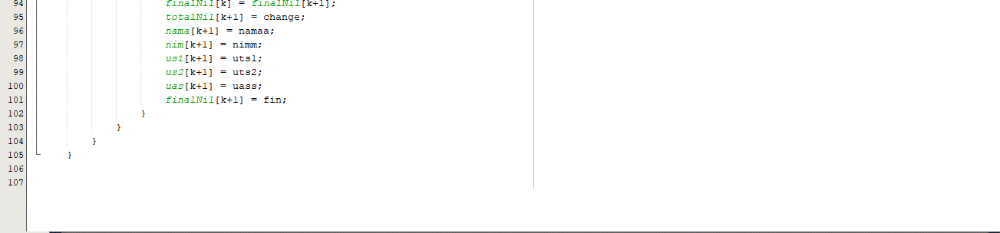 94 finalNil[k] = finalNil[k+1];
95 totalNil[k+1] = change;
96 nama[k+1] = namaa;
97 nim[k+1] = nimm;
98 us1[k+1] = uts1;
99 us2[k+1] = uts2;
100 uas[k+1] = uass;
101 finalNil[k+1] = fin;
102 }
103 }
104 }
105 }
106
107